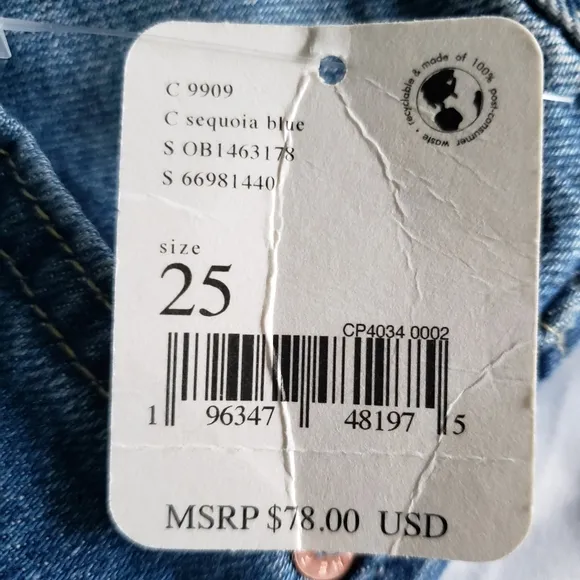 C 9909
C sequoia blue
S OB1463178
S 66981440
recyclable & made of 100% post-consumer waste •
size
25
CP4034 0002
1 96347 48197 5
MSRP $78.00 USD